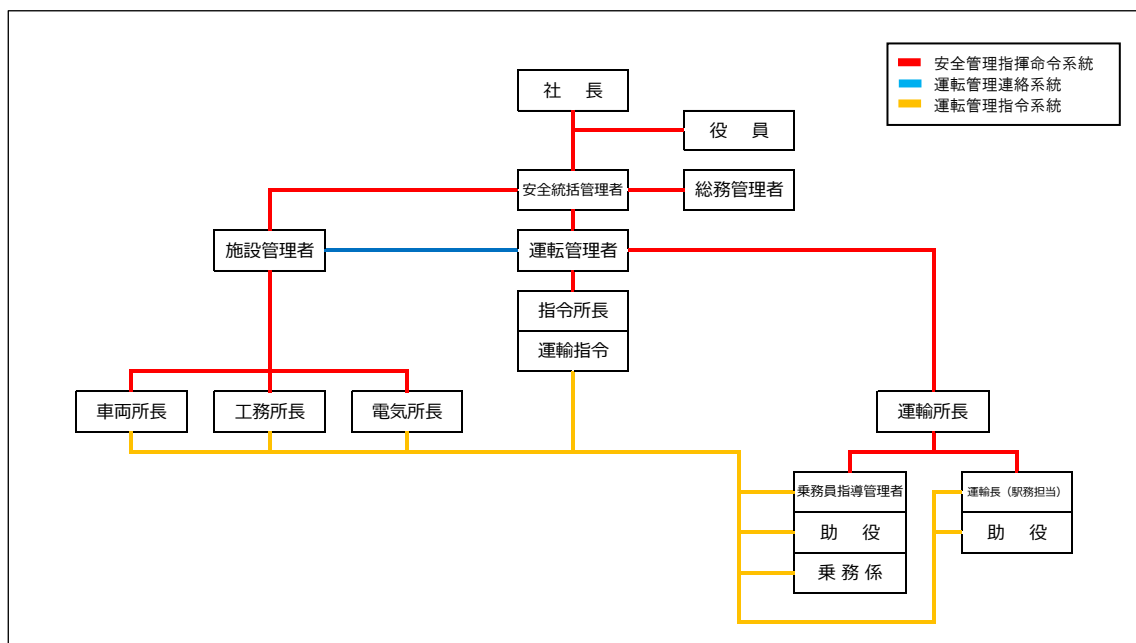 安全管理指揮命令系統
運転管理連絡系統
運転管理指令系統
社 長
役 員
安全統括管理者
総務管理者
施設管理者
運転管理者
指令所長
運輸指令
車両所長
工務所長
電気所長
運輸所長
乗務員指導管理者
助 役
乗務係
運輸長（駅務担当）
助 役